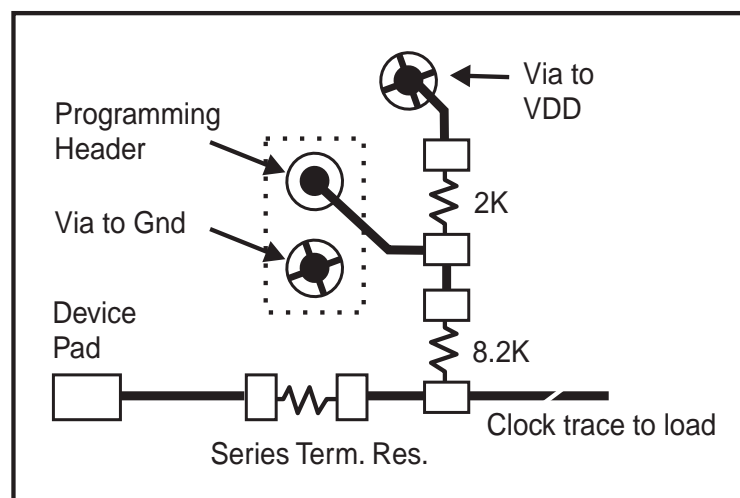 Via to
VDD
Programming
Header
2K
Via to Gnd
Device
Pad
8.2K
Clock trace to load
Series Term. Res.